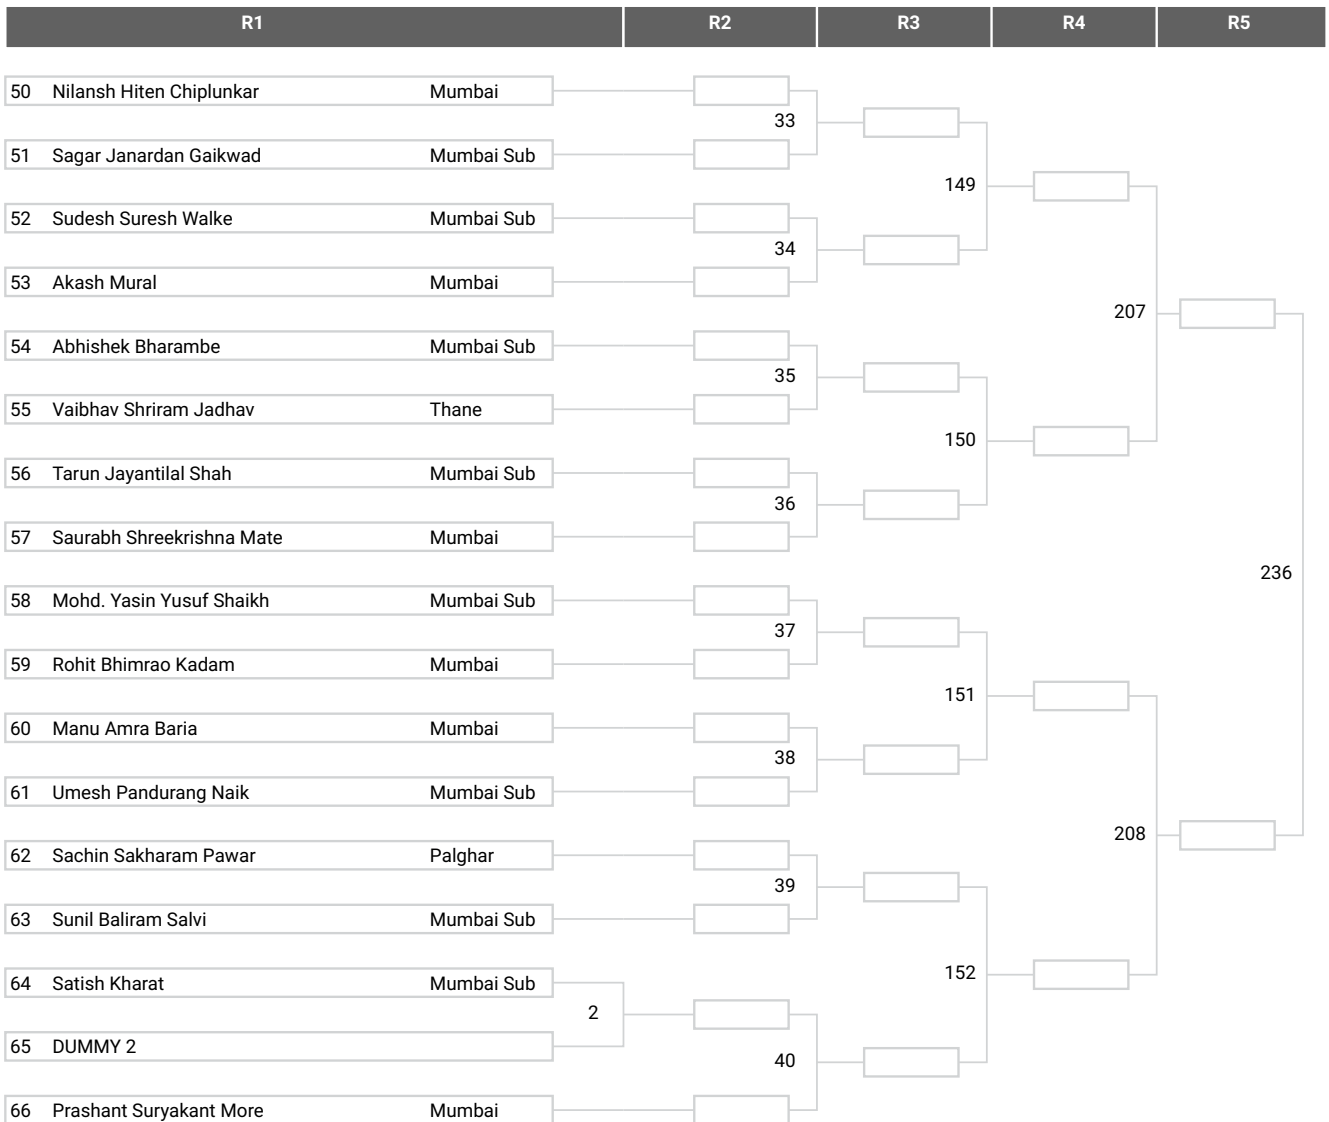 R1 R2 R3 R4 R5
50 Nilansh Hiten Chiplunkar Mumbai
33
51 Sagar Janardan Gaikwad Mumbai Sub
149
52 Sudesh Suresh Walke Mumbai Sub
34
53 Akash Mural Mumbai
207
54 Abhishek Bharambe Mumbai Sub
35
55 Vaibhav Shriram Jadhav Thane
150
56 Tarun Jayantilal Shah Mumbai Sub
36
57 Saurabh Shreekrishna Mate Mumbai
236
58 Mohd. Yasin Yusuf Shaikh Mumbai Sub
37
59 Rohit Bhimrao Kadam Mumbai
151
60 Manu Amra Baria Mumbai
38
61 Umesh Pandurang Naik Mumbai Sub
208
62 Sachin Sakharam Pawar Palghar
39
63 Sunil Baliram Salvi Mumbai Sub
152
64 Satish Kharat Mumbai Sub
2
65 DUMMY 2
40
66 Prashant Suryakant More Mumbai